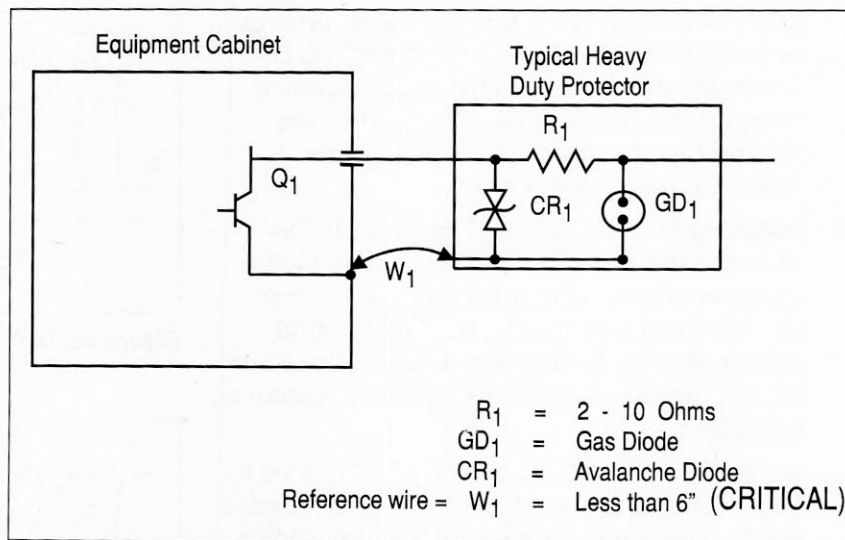 Equipment Cabinet
Typical Heavy
Duty Protector
R1
Q1
CR1
GD1
W1
R1 = 2 - 10 Ohms
GD1 = Gas Diode
CR1 = Avalanche Diode
Reference wire = W1 = Less than 6" (CRITICAL)